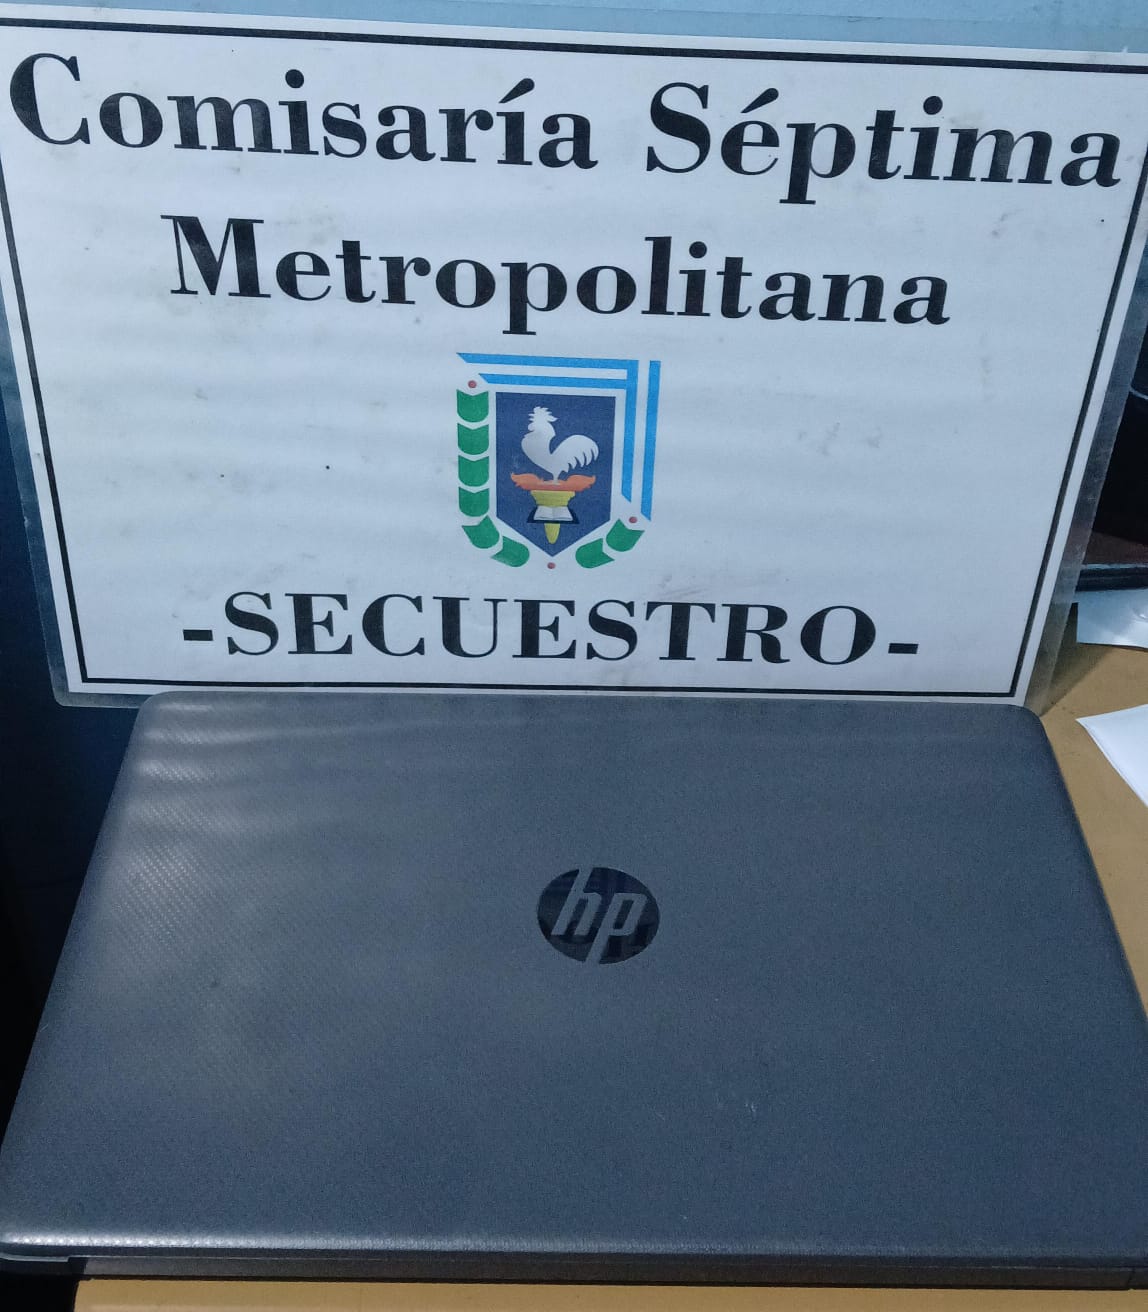 Comisaría Séptima
Metropolitana
-SECUESTRO-
hp